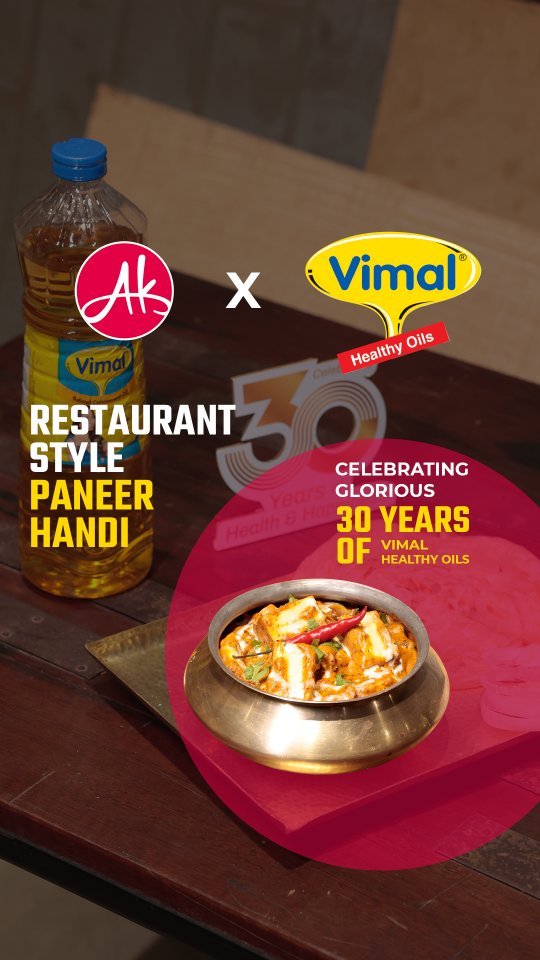 Ak
X
Vimal®
Healthy Oils
Vimal
RESTAURANT
STYLE
PANEER
HANDI
30
Years
Health & Hap
CELEBRATING
GLORIOUS
30 YEARS
OF VIMAL
HEALTHY OILS